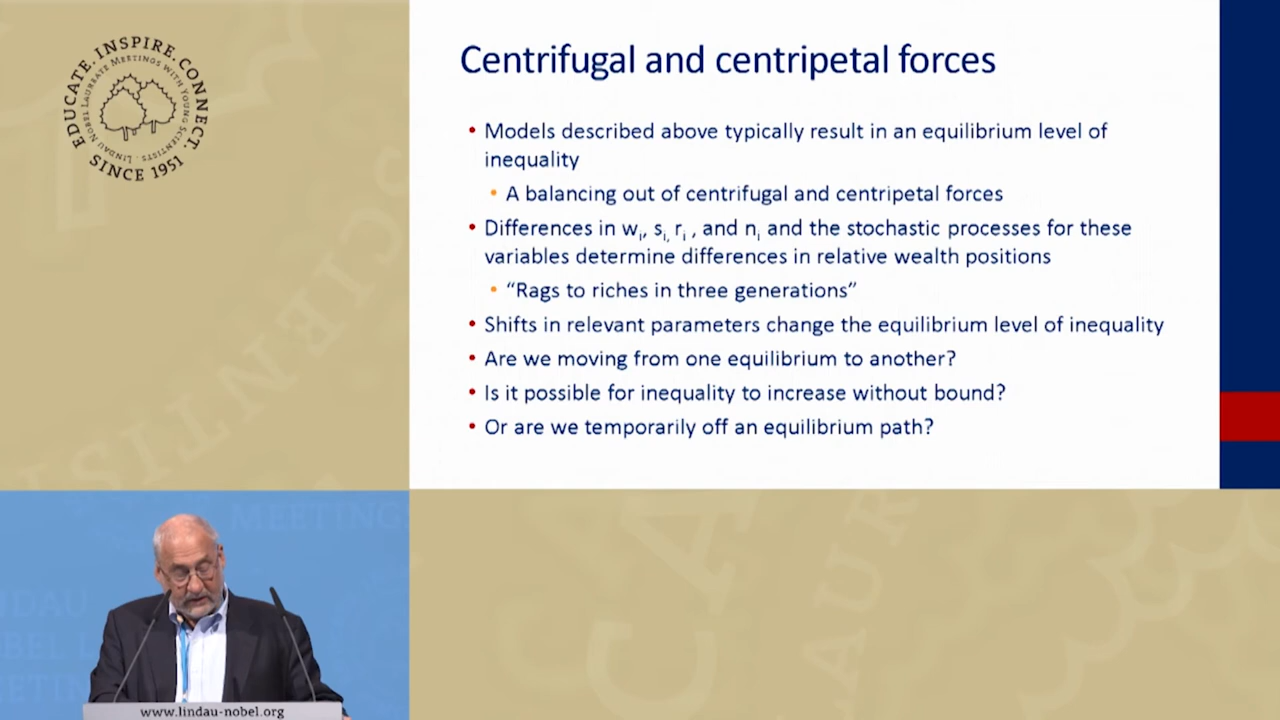 EDUCATE. INSPIRE. CONNECT.
LINDAU NOBEL LAUREATE MEETINGS WITH YOUNG SCIENTISTS · LINDAU ·
SINCE 1951
Centrifugal and centripetal forces
• Models described above typically result in an equilibrium level of
inequality
• A balancing out of centrifugal and centripetal forces
• Differences in wᵢ, sᵢ, rᵢ , and nᵢ and the stochastic processes for these
variables determine differences in relative wealth positions
• “Rags to riches in three generations”
• Shifts in relevant parameters change the equilibrium level of inequality
• Are we moving from one equilibrium to another?
• Is it possible for inequality to increase without bound?
• Or are we temporarily off an equilibrium path?
MEETING
www.lindau-nobel.org